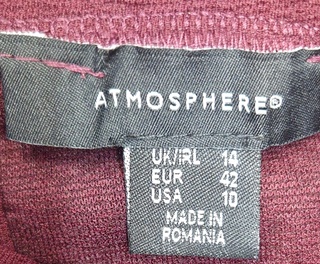 ATMOSPHERE®
UK/IRL 14
EUR 42
USA 10
MADE IN
ROMANIA